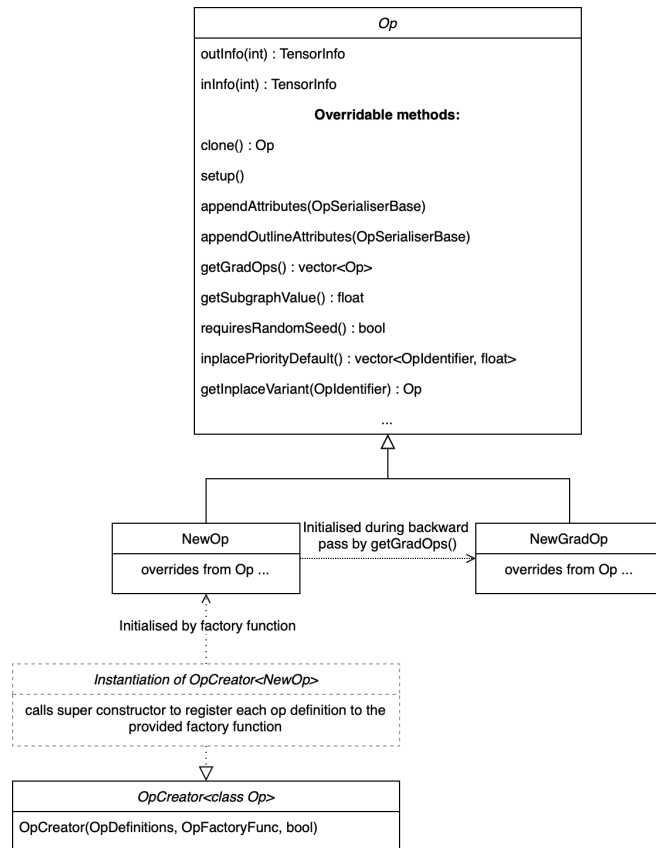 Op
outInfo(int) : TensorInfo
inInfo(int) : TensorInfo
Overridable methods:
clone() : Op
setup()
appendAttributes(OpSerialiserBase)
appendOutlineAttributes(OpSerialiserBase)
getGradOps() : vector<Op>
getSubgraphValue() : float
requiresRandomSeed() : bool
inplacePriorityDefault() : vector<OpIdentifier, float>
getInplaceVariant(OpIdentifier) : Op
...
NewOp
overrides from Op ...
Initialised during backward
pass by getGradOps()
NewGradOp
overrides from Op ...
Initialised by factory function
Instantiation of OpCreator<NewOp>
calls super constructor to register each op definition to the
provided factory function
OpCreator<class Op>
OpCreator(OpDefinitions, OpFactoryFunc, bool)